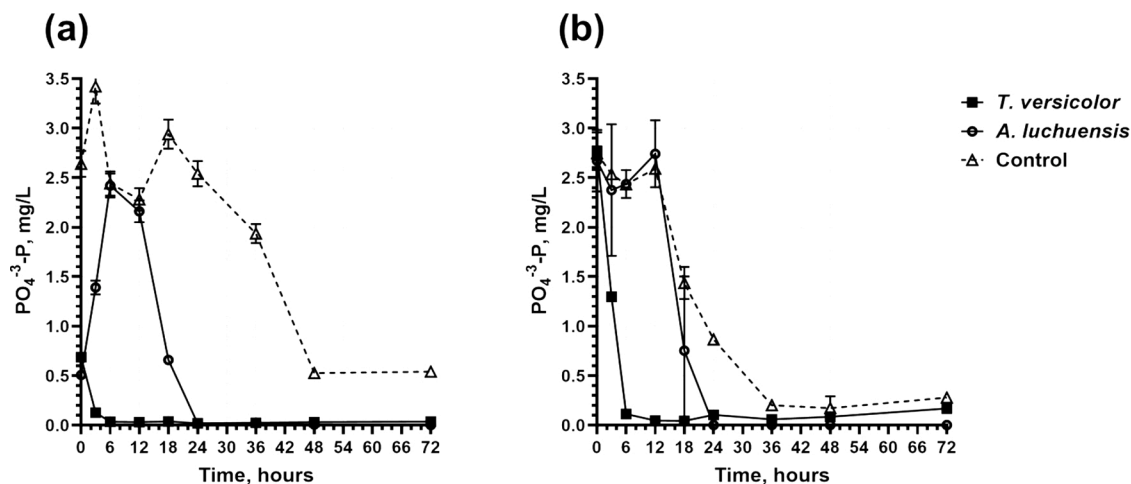 (a)
PO4-3-P, mg/L
3.5
3.0
2.5
2.0
1.5
1.0
0.5
0.0
0 6 12 18 24 30 36 42 48 54 60 66 72
Time, hours
(b)
PO4-3-P, mg/L
3.5
3.0
2.5
2.0
1.5
1.0
0.5
0.0
0 6 12 18 24 30 36 42 48 54 60 66 72
Time, hours
T. versicolor
A. luchuensis
Control